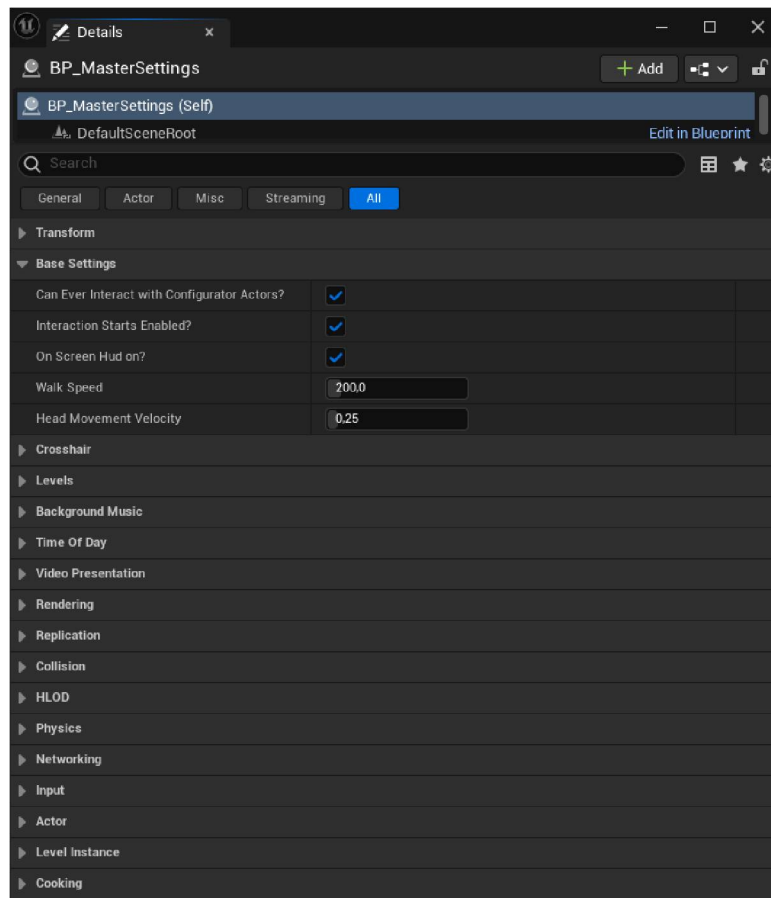 Details
BP_MasterSettings
Add
BP_MasterSettings (Self)
DefaultSceneRoot Edit in Blueprint
Search
General Actor Misc Streaming All
Transform
Base Settings
Can Ever Interact with Configurator Actors?
Interaction Starts Enabled?
On Screen Hud on?
Walk Speed 200,0
Head Movement Velocity 0,25
Crosshair
Levels
Background Music
Time Of Day
Video Presentation
Rendering
Replication
Collision
HLOD
Physics
Networking
Input
Actor
Level Instance
Cooking